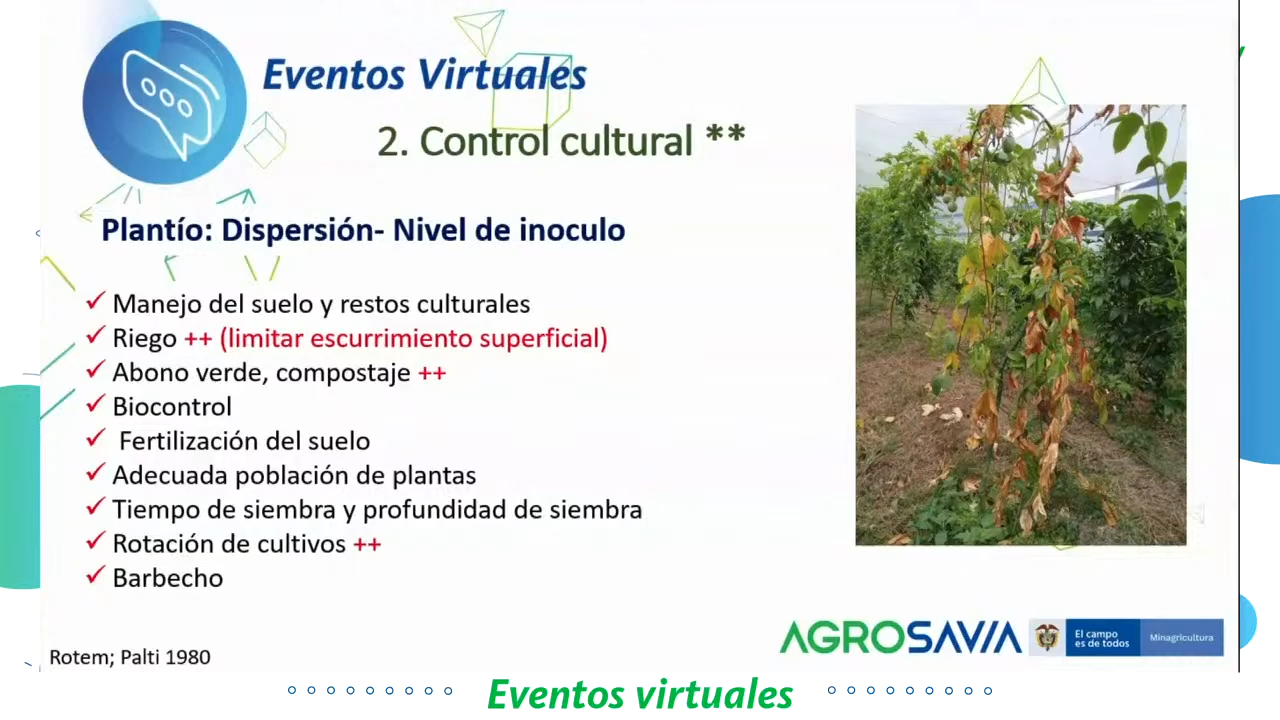 Eventos Virtuales
2. Control cultural **
Plantío: Dispersión- Nivel de inoculo
✓ Manejo del suelo y restos culturales
✓ Riego ++ (limitar escurrimiento superficial)
✓ Abono verde, compostaje ++
✓ Biocontrol
✓ Fertilización del suelo
✓ Adecuada población de plantas
✓ Tiempo de siembra y profundidad de siembra
✓ Rotación de cultivos ++
✓ Barbecho
Rotem; Palti 1980
AGROSAVIA
El campo
es de todos
Minagricultura
Eventos virtuales